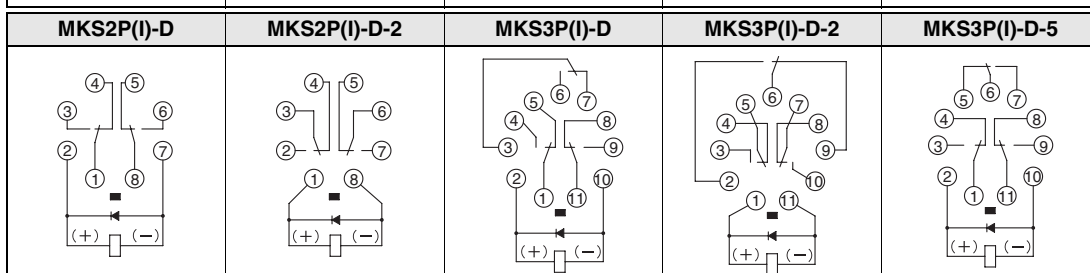 MKS2P(I)-D MKS2P(I)-D-2 MKS3P(I)-D MKS3P(I)-D-2 MKS3P(I)-D-5
4 5 3 6 2 7 1 8 (+) (−)
4 5 3 6 2 7 1 8 (+) (−)
6 7 5 4 8 3 9 2 10 1 11 (+) (−)
6 5 7 4 8 3 9 2 10 1 11 (+) (−)
5 6 7 4 8 3 9 2 10 1 11 (+) (−)